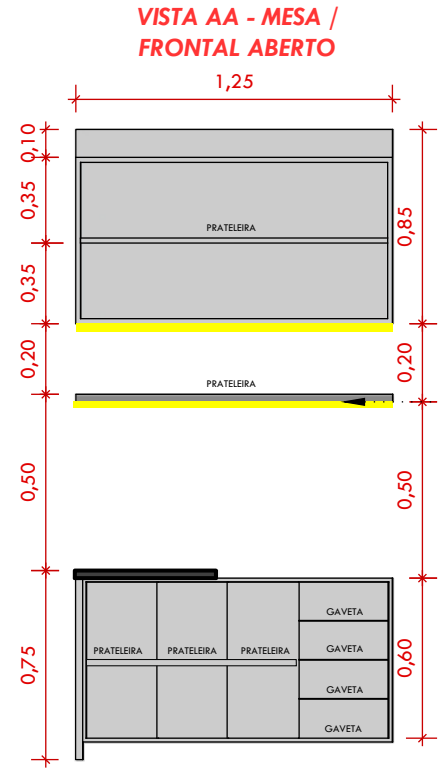 VISTA AA - MESA /
FRONTAL ABERTO
1,25
0,10
0,35
0,85
PRATELEIRA
0,35
0,20
0,20
PRATELEIRA
0,50
0,50
GAVETA
0,75
PRATELEIRA PRATELEIRA PRATELEIRA GAVETA
0,60
GAVETA
GAVETA